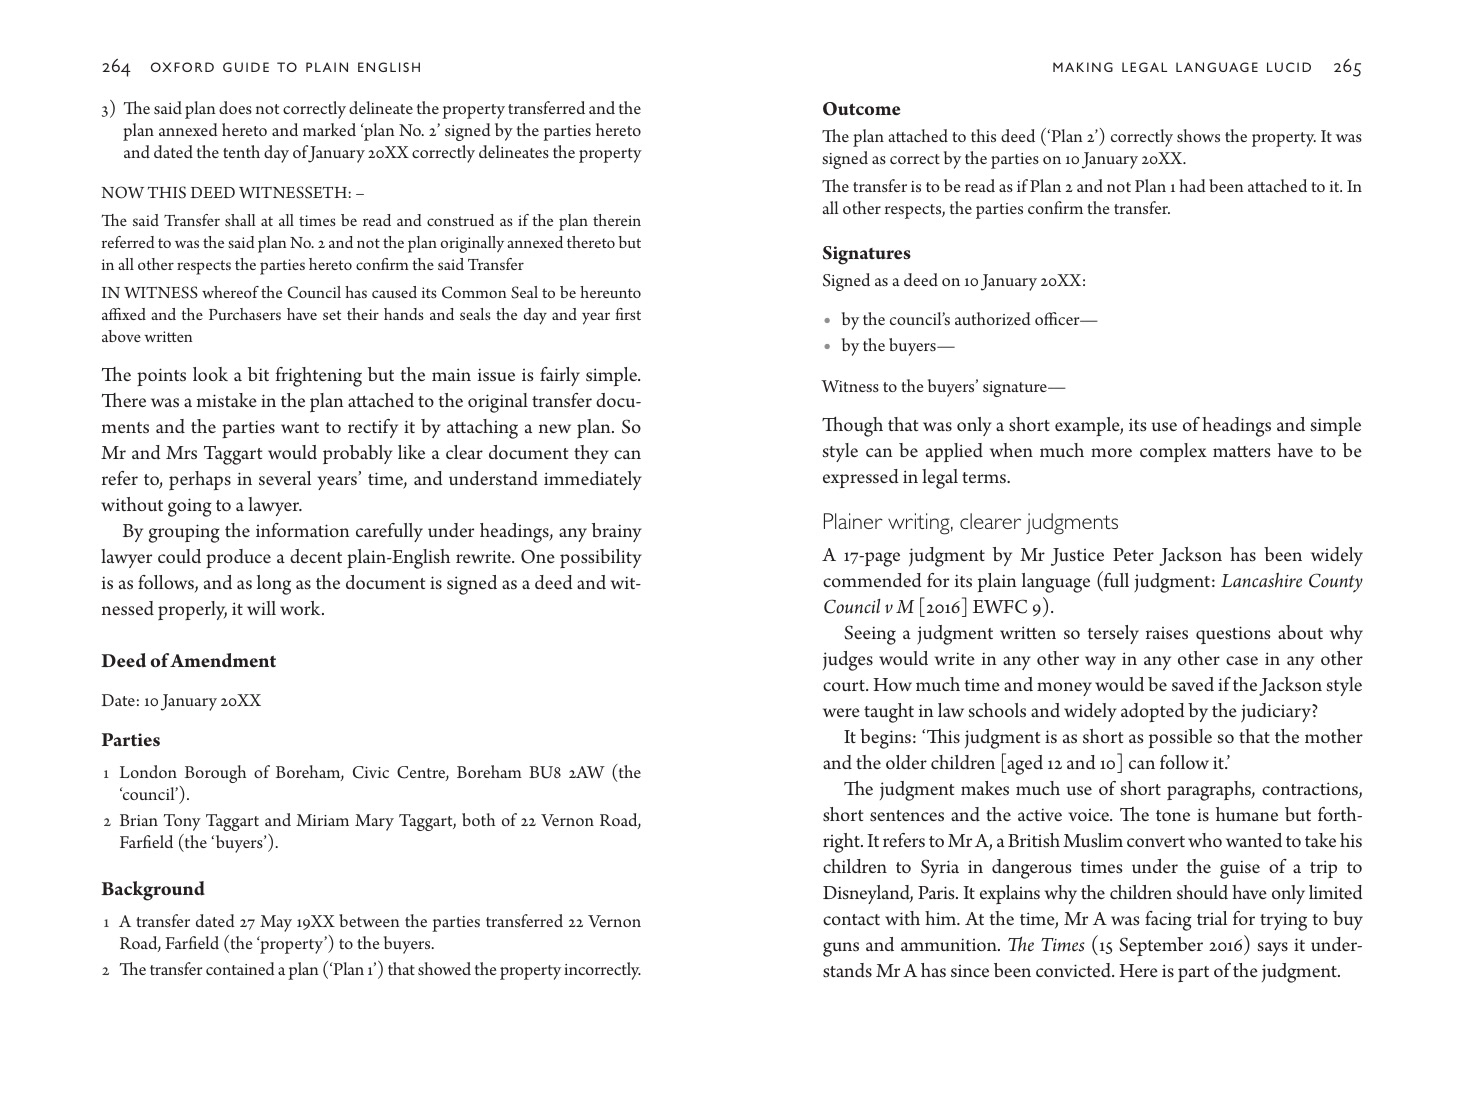 264 OXFORD GUIDE TO PLAIN ENGLISH
3) The said plan does not correctly delineate the property transferred and the
plan annexed hereto and marked ‘plan No. 2’ signed by the parties hereto
and dated the tenth day of January 20XX correctly delineates the property
NOW THIS DEED WITNESSETH: –
The said Transfer shall at all times be read and construed as if the plan therein
referred to was the said plan No. 2 and not the plan originally annexed thereto but
in all other respects the parties hereto confirm the said Transfer
IN WITNESS whereof the Council has caused its Common Seal to be hereunto
affixed and the Purchasers have set their hands and seals the day and year first
above written
The points look a bit frightening but the main issue is fairly simple.
There was a mistake in the plan attached to the original transfer docu-
ments and the parties want to rectify it by attaching a new plan. So
Mr and Mrs Taggart would probably like a clear document they can
refer to, perhaps in several years’ time, and understand immediately
without going to a lawyer.
By grouping the information carefully under headings, any brainy
lawyer could produce a decent plain-English rewrite. One possibility
is as follows, and as long as the document is signed as a deed and wit-
nessed properly, it will work.
Deed of Amendment
Date: 10 January 20XX
Parties
1 London Borough of Boreham, Civic Centre, Boreham BU8 2AW (the
‘council’).
2 Brian Tony Taggart and Miriam Mary Taggart, both of 22 Vernon Road,
Farfield (the ‘buyers’).
Background
1 A transfer dated 27 May 19XX between the parties transferred 22 Vernon
Road, Farfield (the ‘property’) to the buyers.
2 The transfer contained a plan (‘Plan 1’) that showed the property incorrectly.
MAKING LEGAL LANGUAGE LUCID 265
Outcome
The plan attached to this deed (‘Plan 2’) correctly shows the property. It was
signed as correct by the parties on 10 January 20XX.
The transfer is to be read as if Plan 2 and not Plan 1 had been attached to it. In
all other respects, the parties confirm the transfer.
Signatures
Signed as a deed on 10 January 20XX:
• by the council’s authorized officer—
• by the buyers—
Witness to the buyers’ signature—
Though that was only a short example, its use of headings and simple
style can be applied when much more complex matters have to be
expressed in legal terms.
Plainer writing, clearer judgments
A 17-page judgment by Mr Justice Peter Jackson has been widely
commended for its plain language (full judgment: Lancashire County
Council v M [2016] EWFC 9).
Seeing a judgment written so tersely raises questions about why
judges would write in any other way in any other case in any other
court. How much time and money would be saved if the Jackson style
were taught in law schools and widely adopted by the judiciary?
It begins: ‘This judgment is as short as possible so that the mother
and the older children [aged 12 and 10] can follow it.’
The judgment makes much use of short paragraphs, contractions,
short sentences and the active voice. The tone is humane but forth-
right. It refers to Mr A, a British Muslim convert who wanted to take his
children to Syria in dangerous times under the guise of a trip to
Disneyland, Paris. It explains why the children should have only limited
contact with him. At the time, Mr A was facing trial for trying to buy
guns and ammunition. The Times (15 September 2016) says it under-
stands Mr A has since been convicted. Here is part of the judgment.